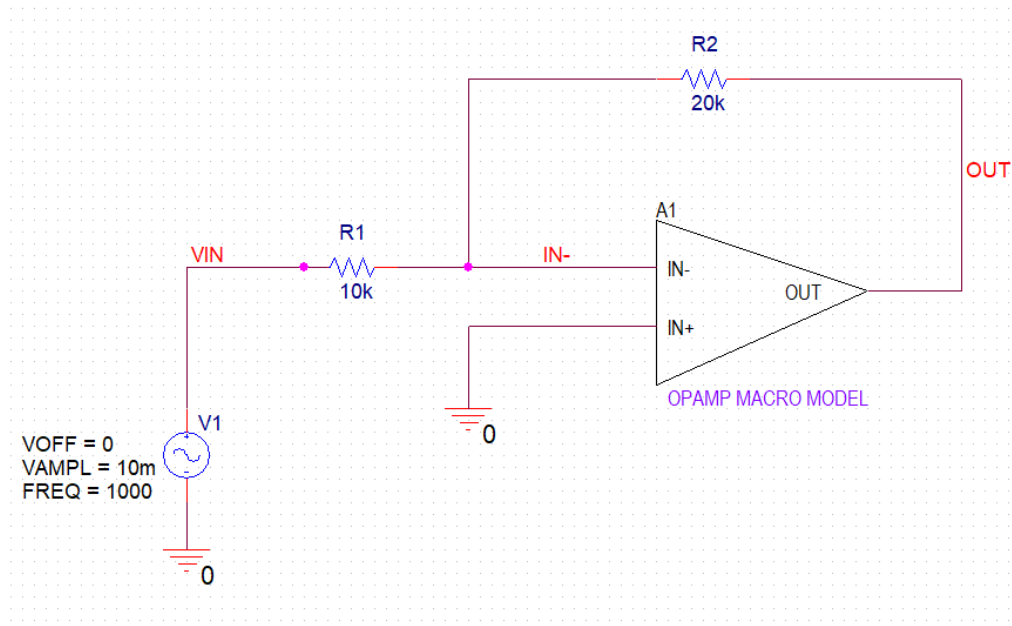 R2
20k
OUT
A1
R1
VIN
IN-
10k
IN-
OUT
IN+
OPAMP MACRO MODEL
V1
0
VOFF = 0
VAMPL = 10m
FREQ = 1000
0